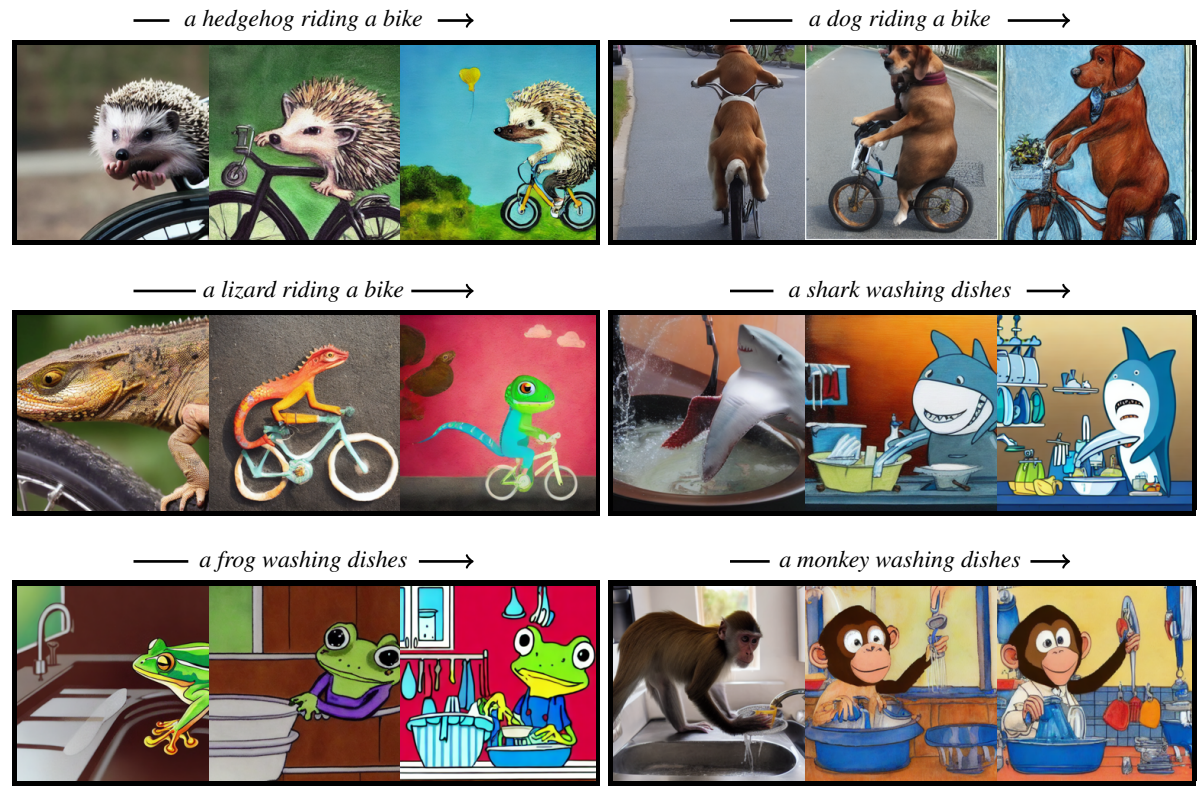 a hedgehog riding a bike
a dog riding a bike
a lizard riding a bike
a shark washing dishes
a frog washing dishes
a monkey washing dishes